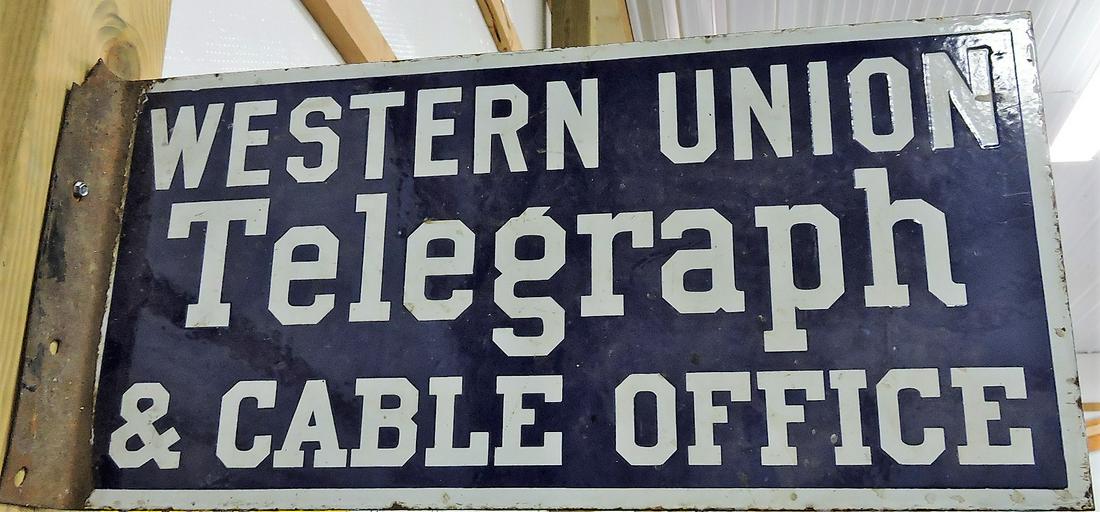 WESTERN UNION
Telegraph
& CABLE OFFICE